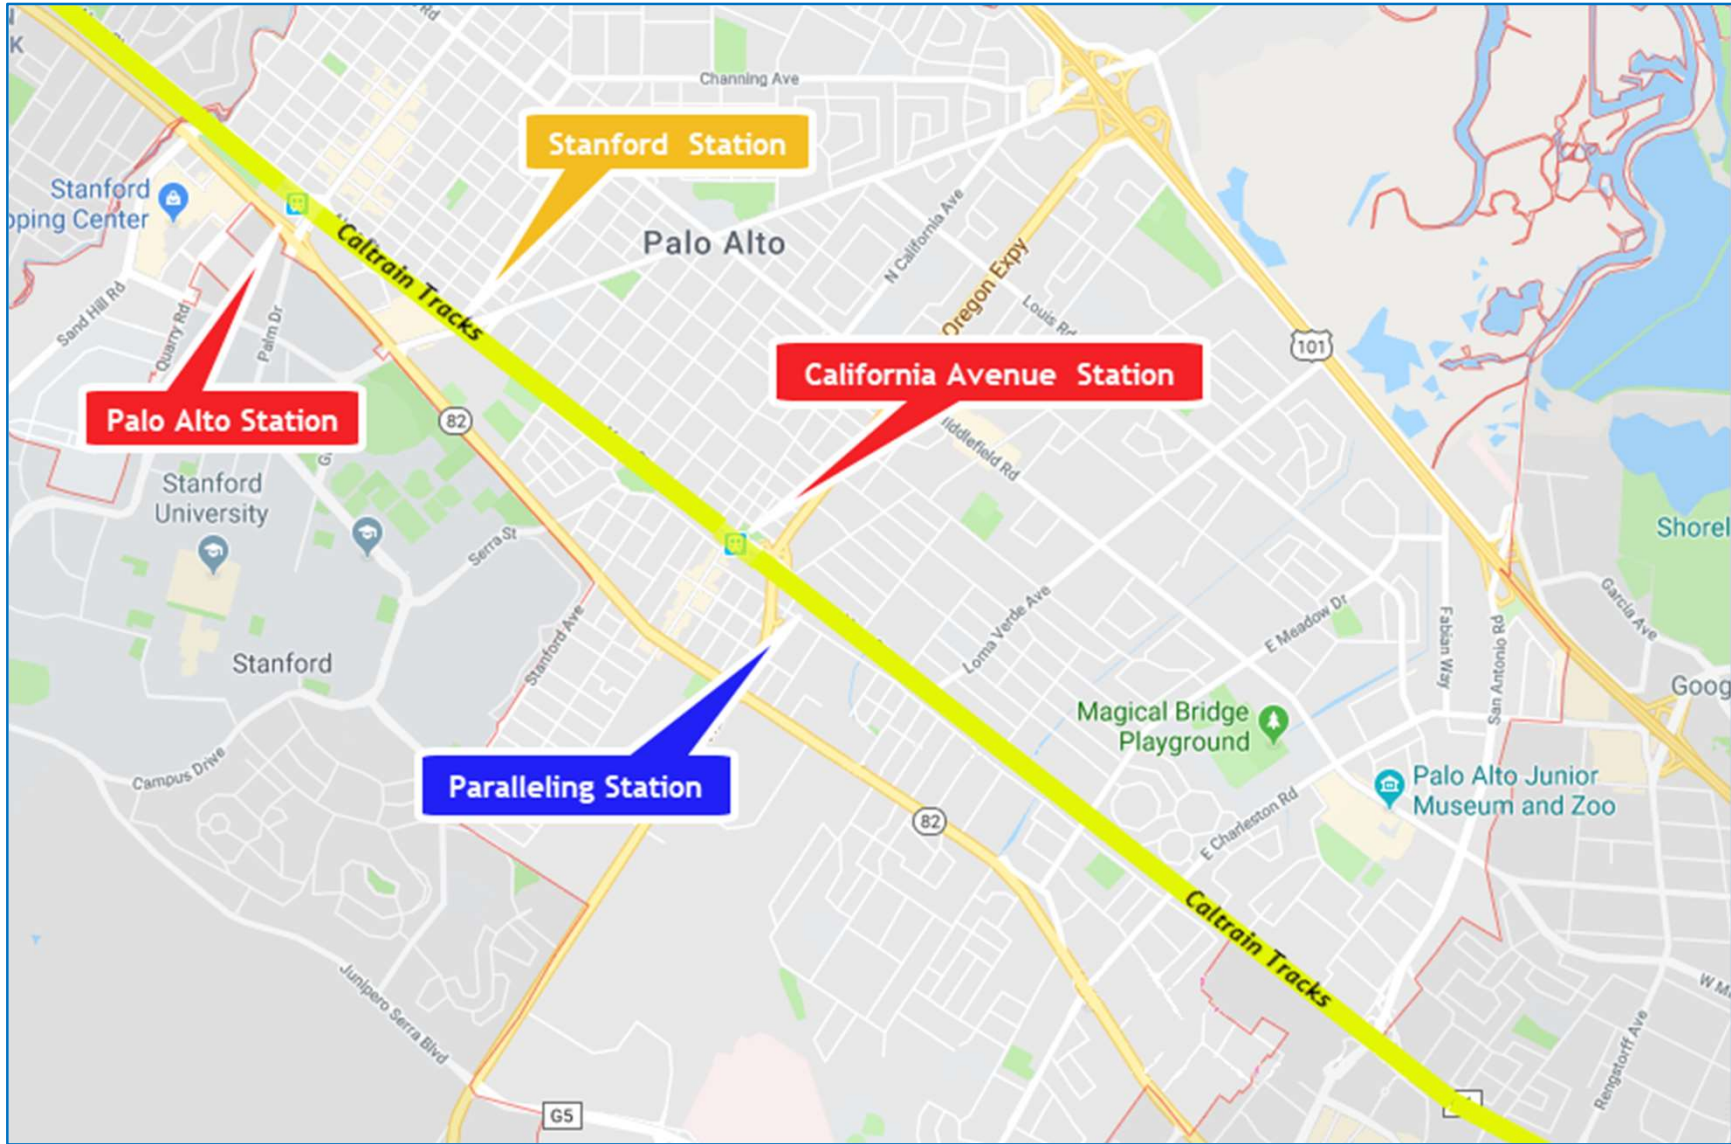 K
Rd
Channing Ave
Stanford Station
Stanford
pping Center
Palo Alto
N California Ave
Caltrain Tracks
Oregon Expy
Louis Rd
Sand Hill Rd
Quarry Rd
Palm Dr
101
California Avenue Station
Palo Alto Station
82
iddlefield Rd
Stanford
University
Serra St
Shorel
Garcia Ave
E Meadow Dr
Loma Verde Ave
Fabian Way
San Antonio Rd
Stanford Ave
Stanford
Goog
Magical Bridge
Playground
Campus Drive
Paralleling Station
Palo Alto Junior
Museum and Zoo
82
E Charleston Rd
Caltrain Tracks
Junipero Serra Blvd
Rengstorff Ave
G5